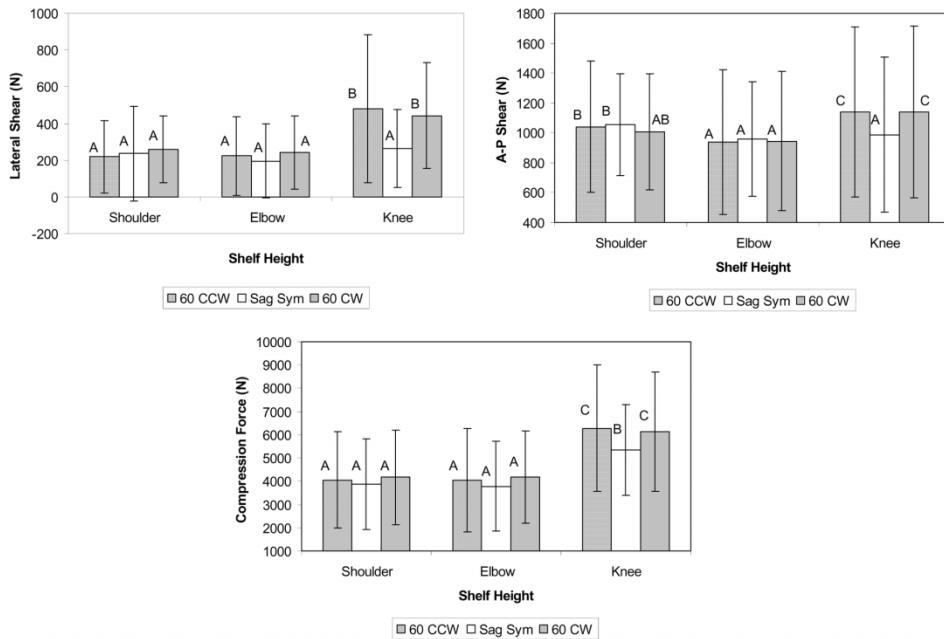 1000
800
600
400
200
0
-200
Lateral Shear (N)
B
B
A
A
A
A
A
A
A
Shoulder
Elbow
Knee
Shelf Height
60 CCW
Sag Sym
60 CW
1800
1600
1400
1200
1000
800
600
400
A-P Shear (N)
B
B
AB
A
A
A
C
A
C
Shoulder
Elbow
Knee
Shelf Height
60 CCW
Sag Sym
60 CW
10000
9000
8000
7000
6000
5000
4000
3000
2000
1000
Compression Force (N)
A
A
A
A
A
A
C
B
C
Shoulder
Elbow
Knee
Shelf Height
60 CCW
Sag Sym
60 CW